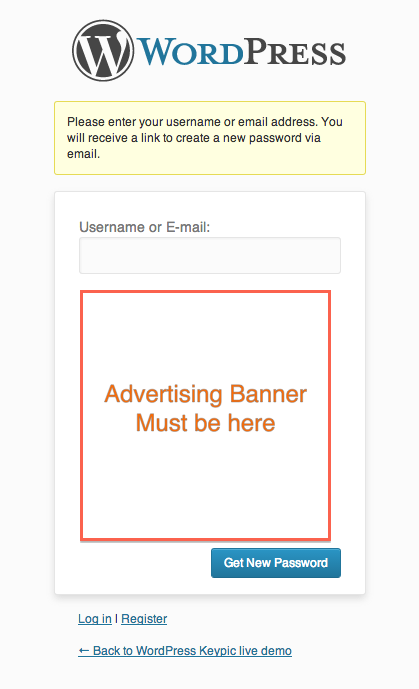 WORDPRESS
Please enter your username or email address. You
will receive a link to create a new password via
email.
Username or E-mail:
Advertising Banner
Must be here
Get New Password
Log in | Register
← Back to WordPress Keypic live demo